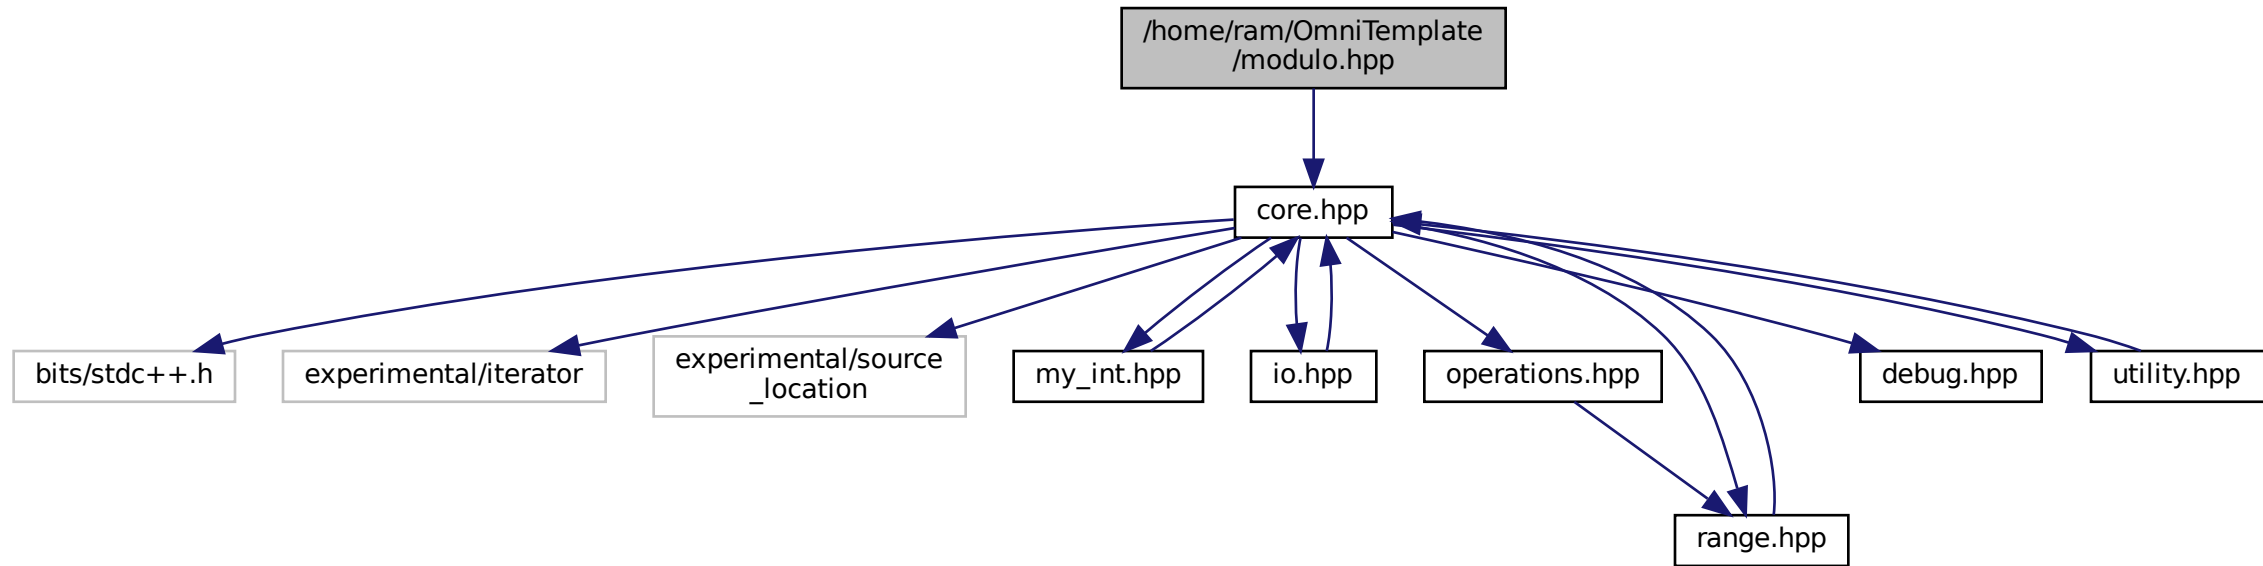 /home/ram/OmniTemplate
/modulo.hpp
core.hpp
bits/stdc++.h
experimental/iterator
experimental/source
_location
my_int.hpp
io.hpp
operations.hpp
debug.hpp
utility.hpp
range.hpp